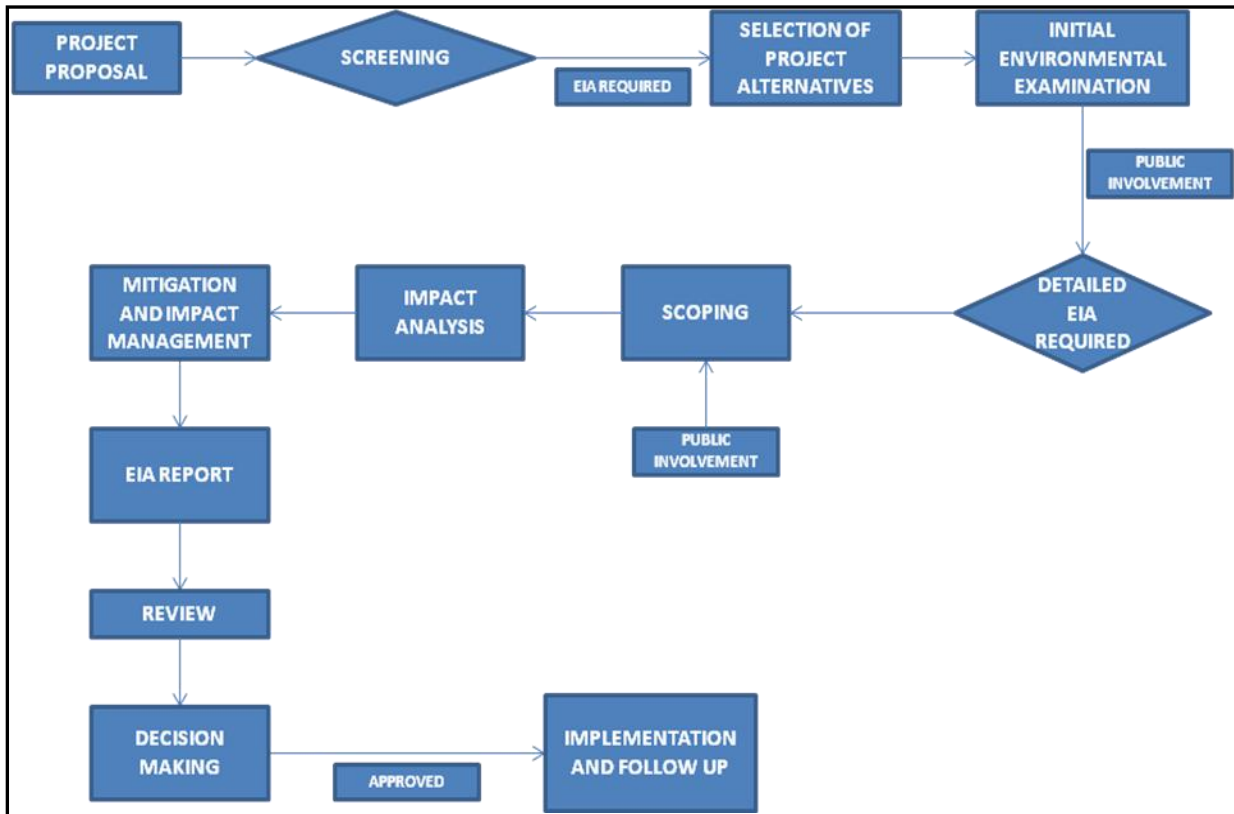 PROJECT
PROPOSAL
SCREENING
EIA REQUIRED
SELECTION OF
PROJECT
ALTERNATIVES
INITIAL
ENVIRONMENTAL
EXAMINATION
PUBLIC
INVOLVEMENT
DETAILED
EIA
REQUIRED
SCOPING
PUBLIC
INVOLVEMENT
IMPACT
ANALYSIS
MITIGATION
AND IMPACT
MANAGEMENT
EIA REPORT
REVIEW
DECISION
MAKING
APPROVED
IMPLEMENTATION
AND FOLLOW UP